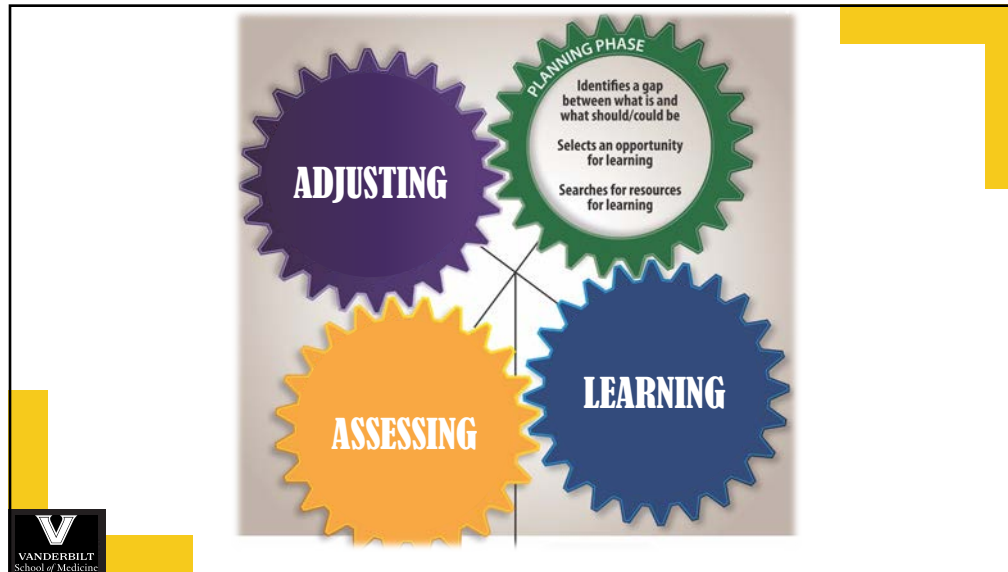 PLANNING PHASE
Identifies a gap
between what is and
what should/could be
Selects an opportunity
for learning
Searches for resources
for learning
ADJUSTING
LEARNING
ASSESSING
V
VANDERBILT
School of Medicine